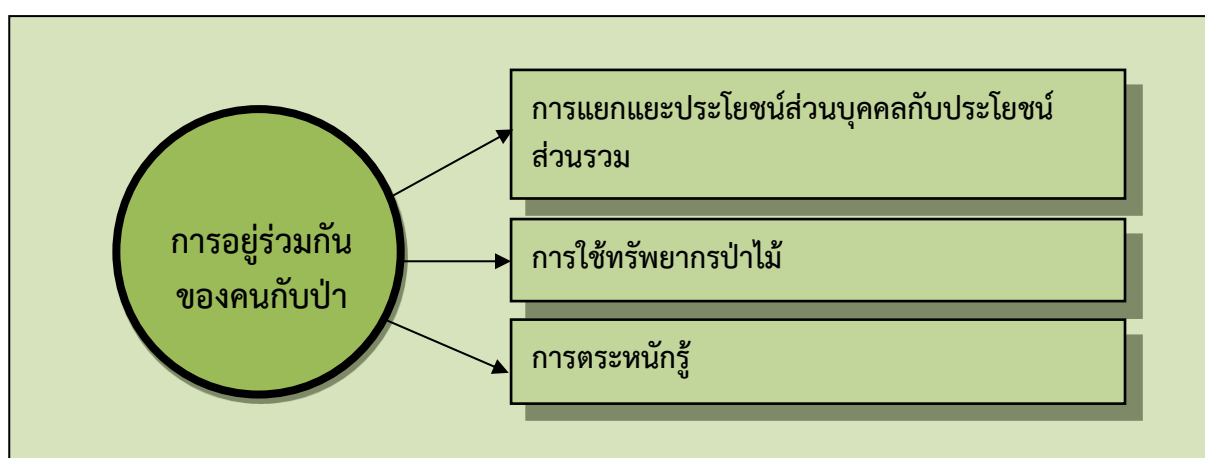 การแยกแยะประโยชน์ส่วนบุคคลกับประโยชน์
ส่วนรวม
การอยู่ร่วมกัน
ของคนกับป่า
การใช้ทรัพยากรป่าไม้
การตระหนักรู้